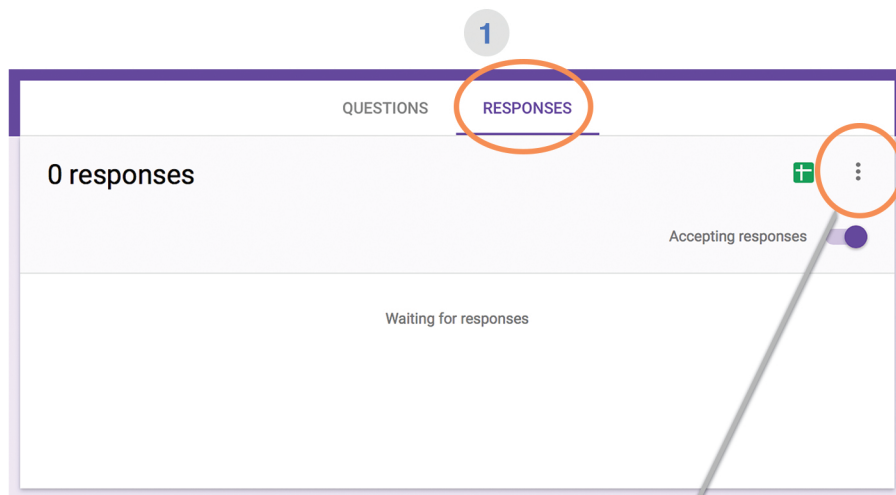 1
QUESTIONS RESPONSES
0 responses
Accepting responses
Waiting for responses